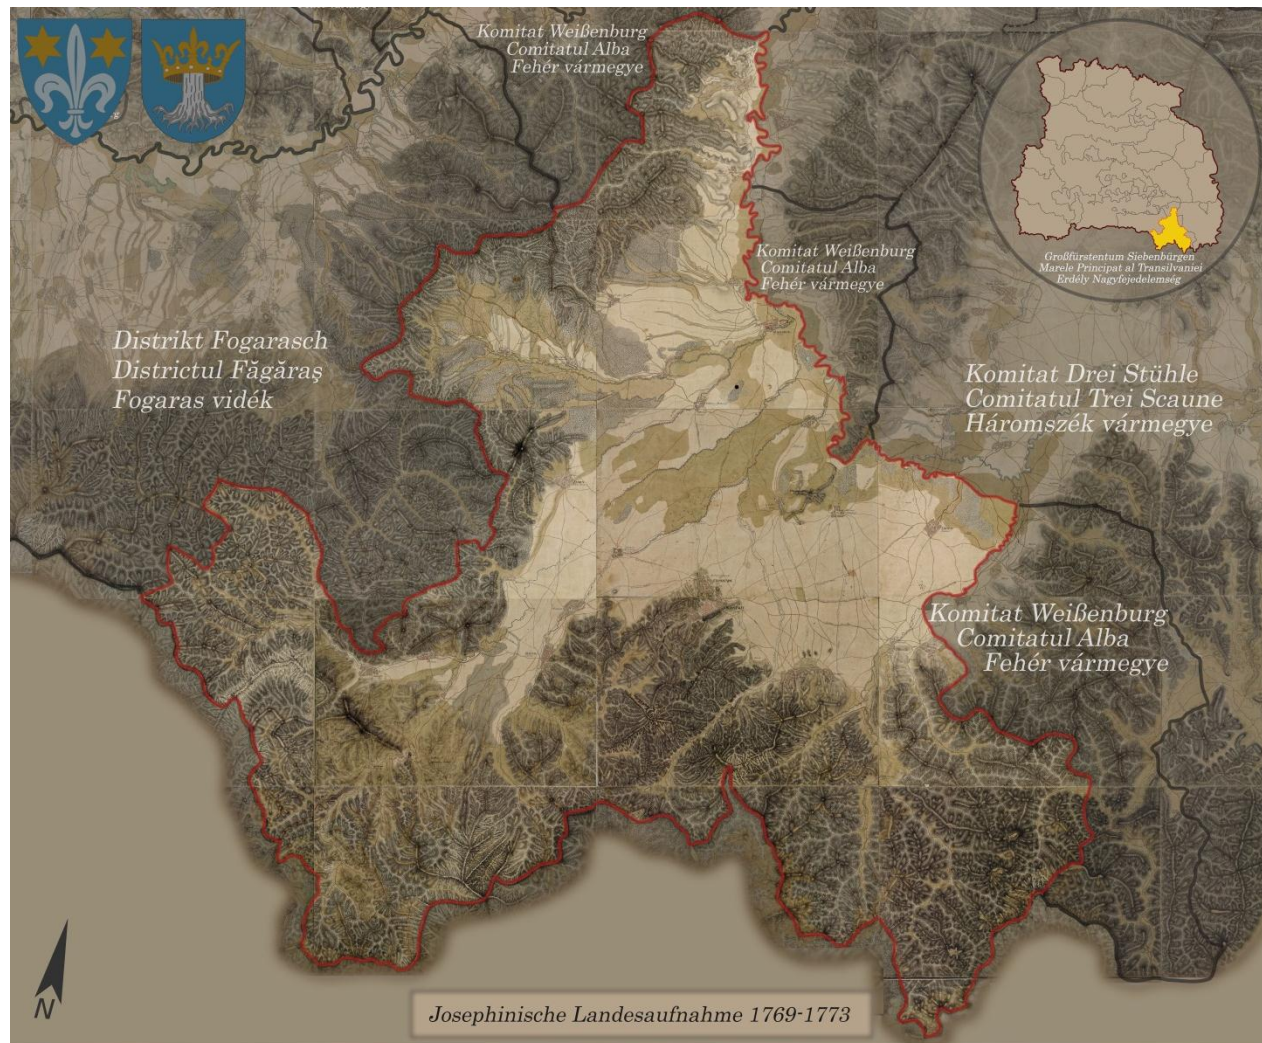 Komitat Weißenburg
Comitatul Alba
Fehér vármegye
Großfürstentum Siebenbürgen
Marele Principat al Transilvaniei
Erdély Nagyfejedelemség
Komitat Weißenburg
Comitatul Alba
Fehér vármegye
Distrikt Fogarasch
Districtul Făgăraş
Fogaras vidék
Komitat Drei Stühle
Comitatul Trei Scaune
Háromszék vármegye
Komitat Weißenburg
Comitatul Alba
Fehér vármegye
N
Josephinische Landesaufnahme 1769-1773